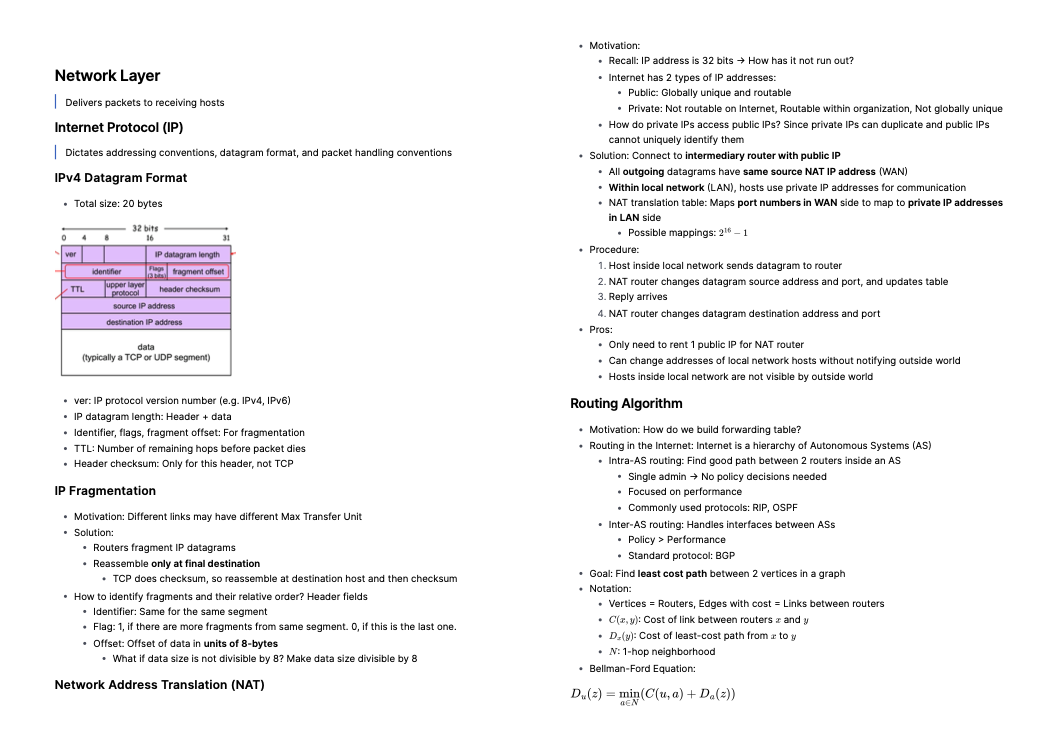 Network Layer
Delivers packets to receiving hosts
Internet Protocol (IP)
Dictates addressing conventions, datagram format, and packet handling conventions
IPv4 Datagram Format
• Total size: 20 bytes
32 bits
0 4 8 16 31
ver IP datagram length
identifier Flags (3 bits) fragment offset
TTL upper layer protocol header checksum
source IP address
destination IP address
data
(typically a TCP or UDP segment)
• ver: IP protocol version number (e.g. IPv4, IPv6)
• IP datagram length: Header + data
• Identifier, flags, fragment offset: For fragmentation
• TTL: Number of remaining hops before packet dies
• Header checksum: Only for this header, not TCP
IP Fragmentation
• Motivation: Different links may have different Max Transfer Unit
• Solution:
• Routers fragment IP datagrams
• Reassemble only at final destination
• TCP does checksum, so reassemble at destination host and then checksum
• How to identify fragments and their relative order? Header fields
• Identifier: Same for the same segment
• Flag: 1, if there are more fragments from same segment. 0, if this is the last one.
• Offset: Offset of data in units of 8-bytes
• What if data size is not divisible by 8? Make data size divisible by 8
Network Address Translation (NAT)
• Motivation:
• Recall: IP address is 32 bits → How has it not run out?
• Internet has 2 types of IP addresses:
• Public: Globally unique and routable
• Private: Not routable on Internet, Routable within organization, Not globally unique
• How do private IPs access public IPs? Since private IPs can duplicate and public IPs
cannot uniquely identify them
• Solution: Connect to intermediary router with public IP
• All outgoing datagrams have same source NAT IP address (WAN)
• Within local network (LAN), hosts use private IP addresses for communication
• NAT translation table: Maps port numbers in WAN side to map to private IP addresses
in LAN side
• Possible mappings: 2^16 − 1
• Procedure:
1. Host inside local network sends datagram to router
2. NAT router changes datagram source address and port, and updates table
3. Reply arrives
4. NAT router changes datagram destination address and port
• Pros:
• Only need to rent 1 public IP for NAT router
• Can change addresses of local network hosts without notifying outside world
• Hosts inside local network are not visible by outside world
Routing Algorithm
• Motivation: How do we build forwarding table?
• Routing in the Internet: Internet is a hierarchy of Autonomous Systems (AS)
• Intra-AS routing: Find good path between 2 routers inside an AS
• Single admin → No policy decisions needed
• Focused on performance
• Commonly used protocols: RIP, OSPF
• Inter-AS routing: Handles interfaces between ASs
• Policy > Performance
• Standard protocol: BGP
• Goal: Find least cost path between 2 vertices in a graph
• Notation:
• Vertices = Routers, Edges with cost = Links between routers
• C(x, y): Cost of link between routers x and y
• D_x(y): Cost of least-cost path from x to y
• N: 1-hop neighborhood
• Bellman-Ford Equation:
D_u(z) = min_{a∈N}(C(u, a) + D_a(z))